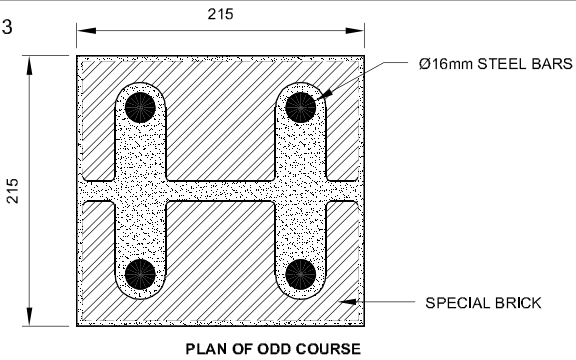 3
215
Ø16mm STEEL BARS
215
SPECIAL BRICK
PLAN OF ODD COURSE